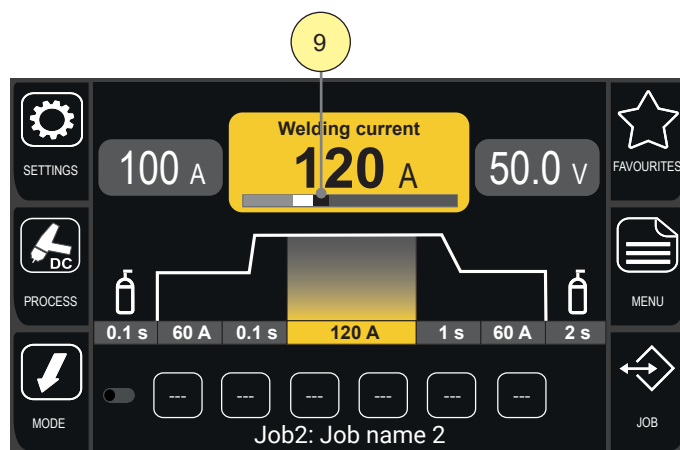 9
SETTINGS
Welding current
100 A
120 A
50.0 V
FAVOURITES
DC
PROCESS
MENU
0.1 s 60 A 0.1 s 120 A 1 s 60 A 2 s
--- --- --- --- --- ---
MODE
Job2: Job name 2
JOB